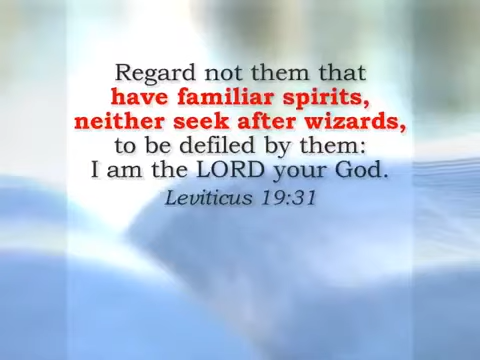 Regard not them that
have familiar spirits,
neither seek after wizards,
to be defiled by them:
I am the LORD your God.
Leviticus 19:31